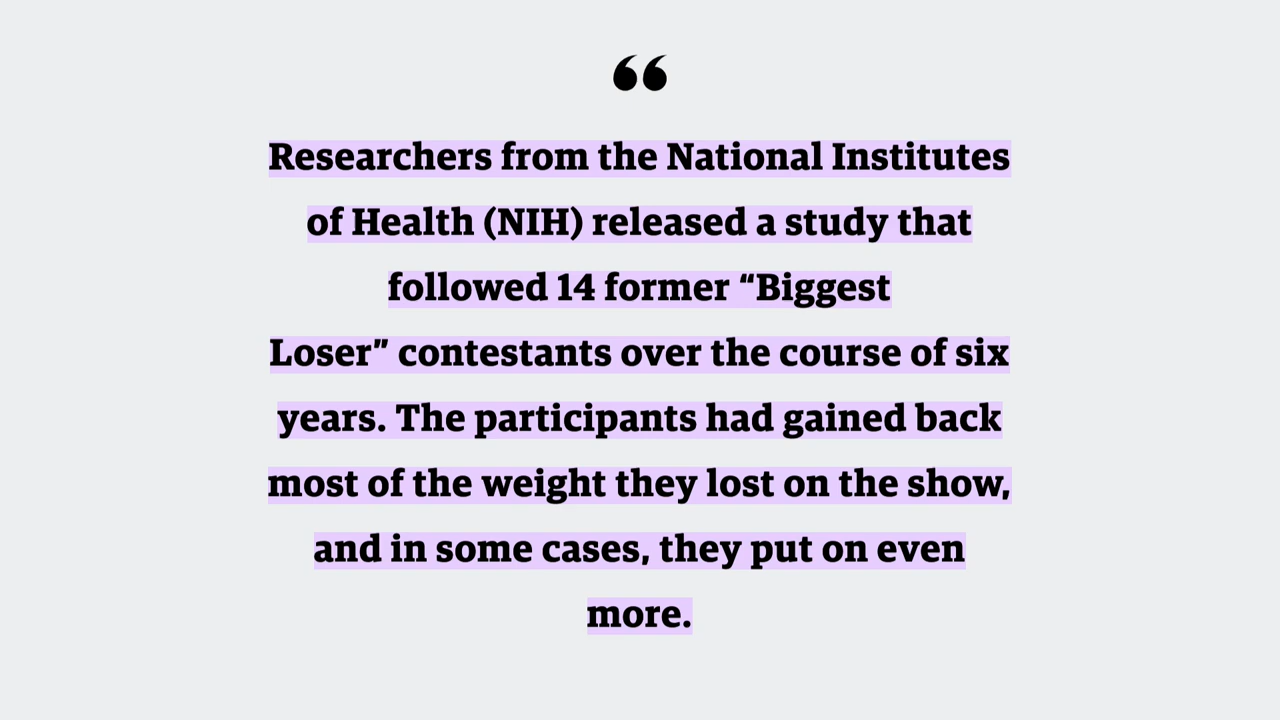 “
Researchers from the National Institutes
of Health (NIH) released a study that
followed 14 former “Biggest
Loser” contestants over the course of six
years. The participants had gained back
most of the weight they lost on the show,
and in some cases, they put on even
more.